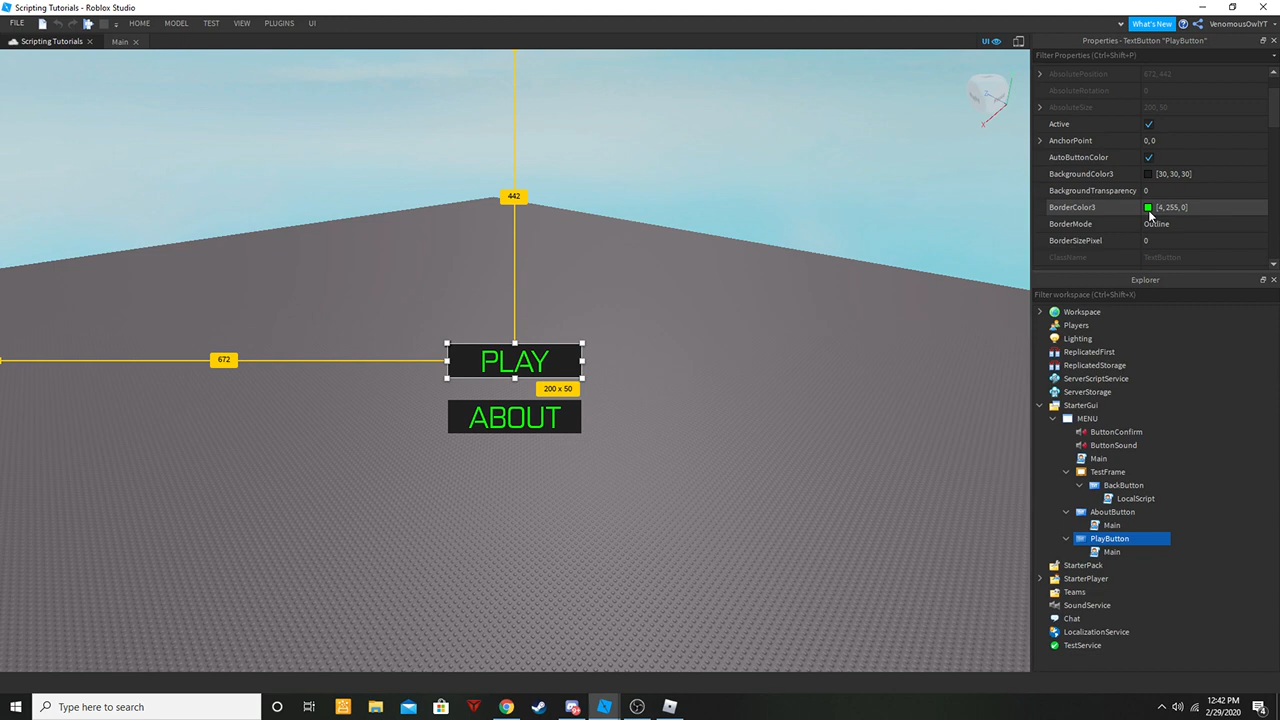 Scripting Tutorials - Roblox Studio
FILE HOME MODEL TEST VIEW PLUGINS UI What's New VenomousOwlYT
Scripting Tutorials Main UI
Properties - TextButton "PlayButton"
Filter Properties (Ctrl+Shift+P)
AbsolutePosition 672, 442
AbsoluteRotation 0
AbsoluteSize 200, 50
Active
AnchorPoint 0, 0
AutoButtonColor
BackgroundColor3 [30, 30, 30]
BackgroundTransparency 0
BorderColor3 [4, 255, 0]
BorderMode Outline
BorderSizePixel 0
ClassName TextButton
442
672
PLAY
200 x 50
ABOUT
Explorer
Filter workspace (Ctrl+Shift+X)
Workspace
Players
Lighting
ReplicatedFirst
ReplicatedStorage
ServerScriptService
ServerStorage
StarterGui
MENU
ButtonConfirm
ButtonSound
Main
TestFrame
BackButton
LocalScript
AboutButton
Main
PlayButton
Main
StarterPack
StarterPlayer
Teams
SoundService
Chat
LocalizationService
TestService
Type here to search
12:42 PM
2/29/2020